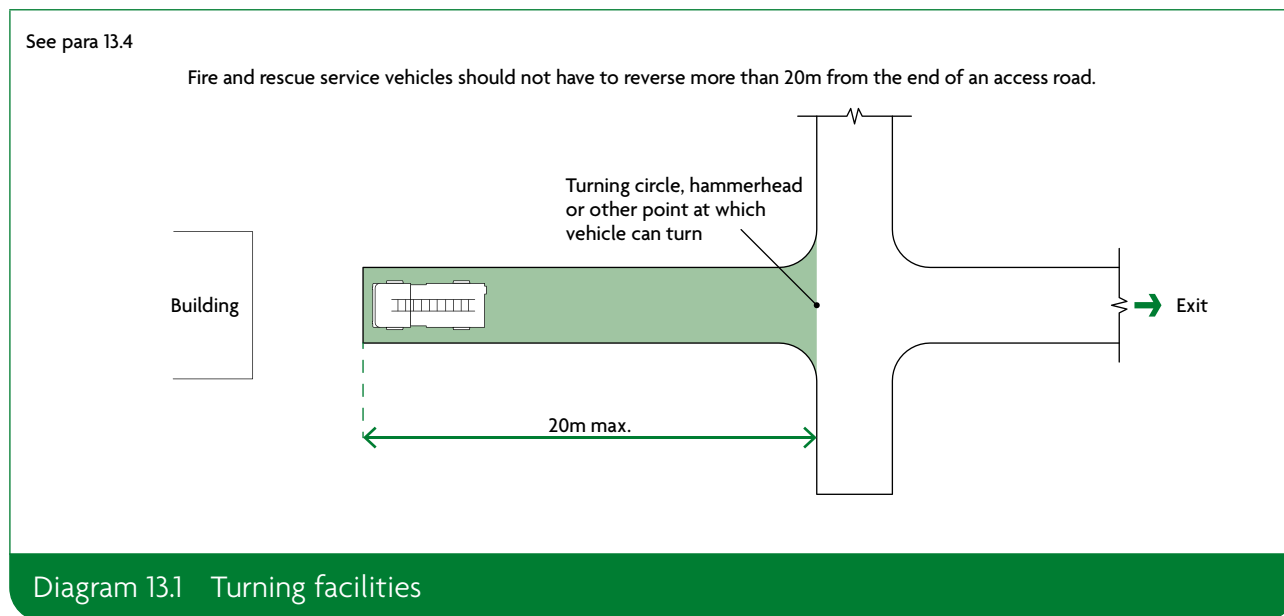 See para 13.4
Fire and rescue service vehicles should not have to reverse more than 20m from the end of an access road.
Turning circle, hammerhead
or other point at which
vehicle can turn
Building
Exit
20m max.
Diagram 13.1 Turning facilities